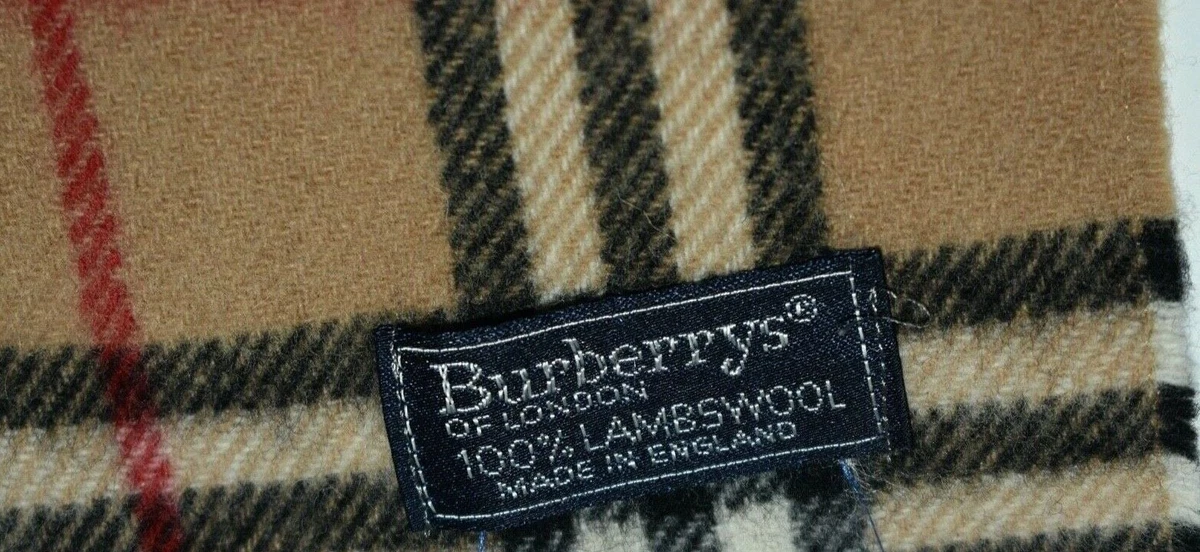 Burberrys®
OF LONDON
100% LAMBSWOOL
MADE IN ENGLAND